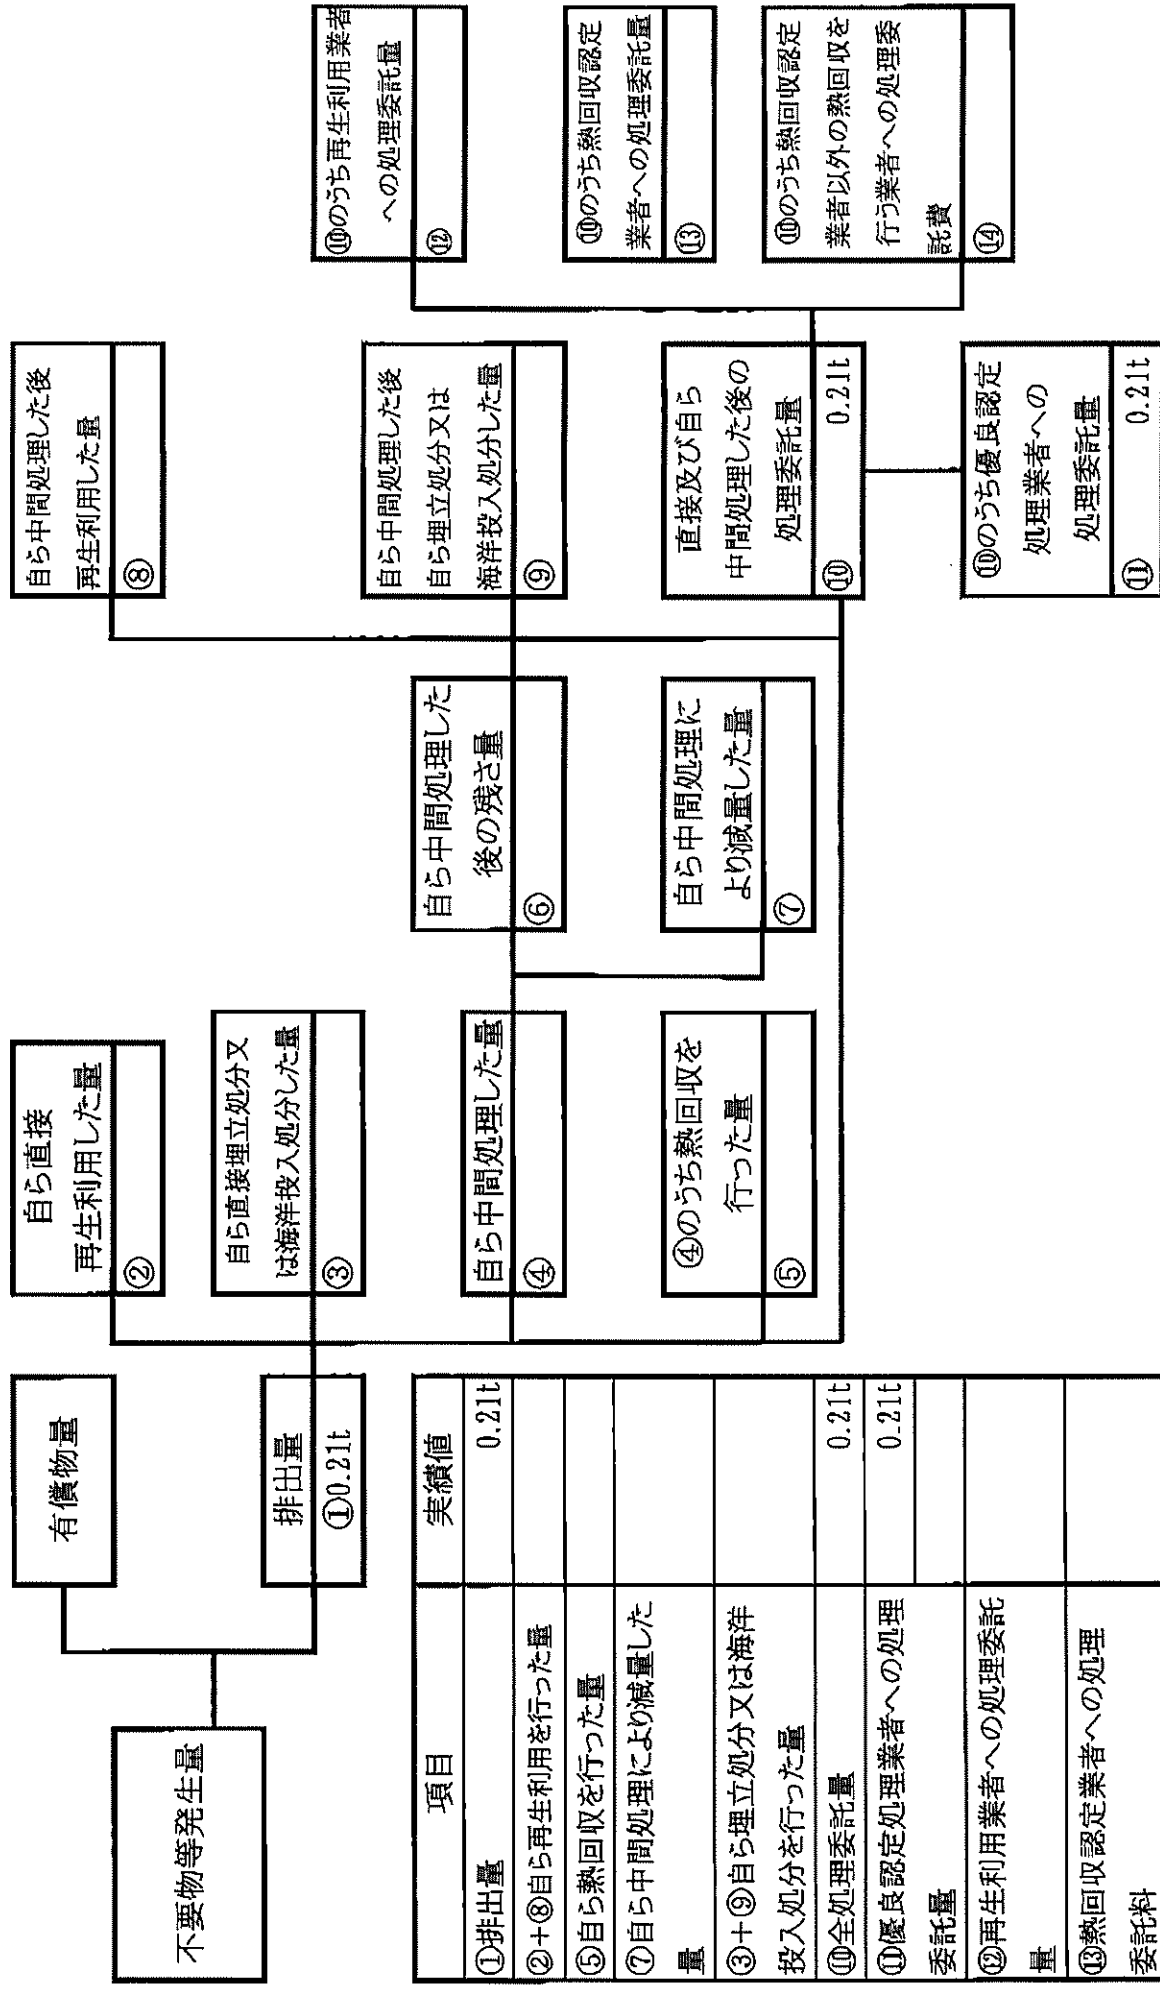 不要物等発生量
有償物量
排出量
①0.21t
自ら直接
再生利用した量
②
自ら直接埋立処分又
は海洋投入処分した量
③
自ら中間処理した量
④
④のうち熱回収を
行った量
⑤
自ら中間処理した
後の残さ量
⑥
自ら中間処理に
より減量した量
⑦
自ら中間処理した後
再生利用した量
⑧
自ら中間処理した後
自ら埋立処分又は
海洋投入処分した量
⑨
直接及び自ら
中間処理した後の
処理委託量
⑩ 0.21t
⑩のうち優良認定
処理業者への
処理委託量
⑪ 0.21t
⑩のうち再生利用業者
への処理委託量
⑫
⑩のうち熱回収認定
業者への処理委託量
⑬
⑩のうち熱回収認定
業者以外の熱回収を
行う業者への処理委
託費
⑭
項目 実績値
①排出量 0.21t
②+⑧自ら再生利用を行った量
⑤自ら熱回収を行った量
⑦自ら中間処理により減量した
量
③+⑨自ら埋立処分又は海洋
投入処分を行った量
⑩全処理委託量 0.21t
⑪優良認定処理業者への処理 0.21t
委託量
⑫再生利用業者への処理委託
量
⑬熱回収認定業者への処理
委託料